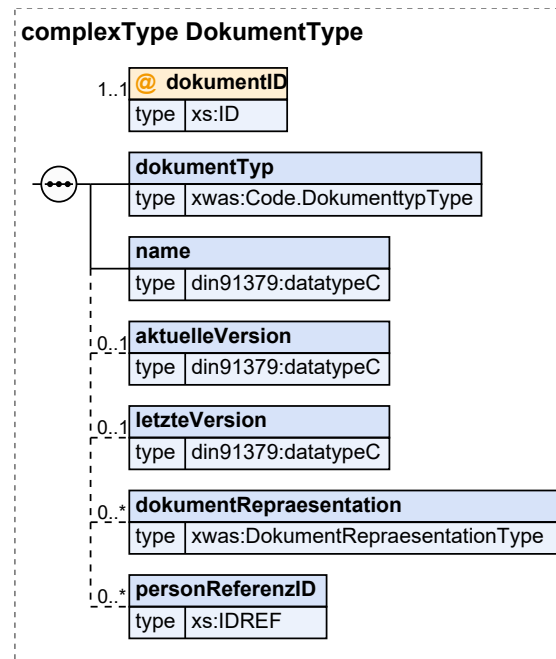 complexType DokumentType
1..1 @ dokumentID
type xs:ID
dokumentTyp
type xwas:Code.DokumenttypType
name
type din91379:datatypeC
0..1 aktuelleVersion
type din91379:datatypeC
0..1 letzteVersion
type din91379:datatypeC
0..* dokumentRepraesentation
type xwas:DokumentRepraesentationType
0..* personReferenzID
type xs:IDREF